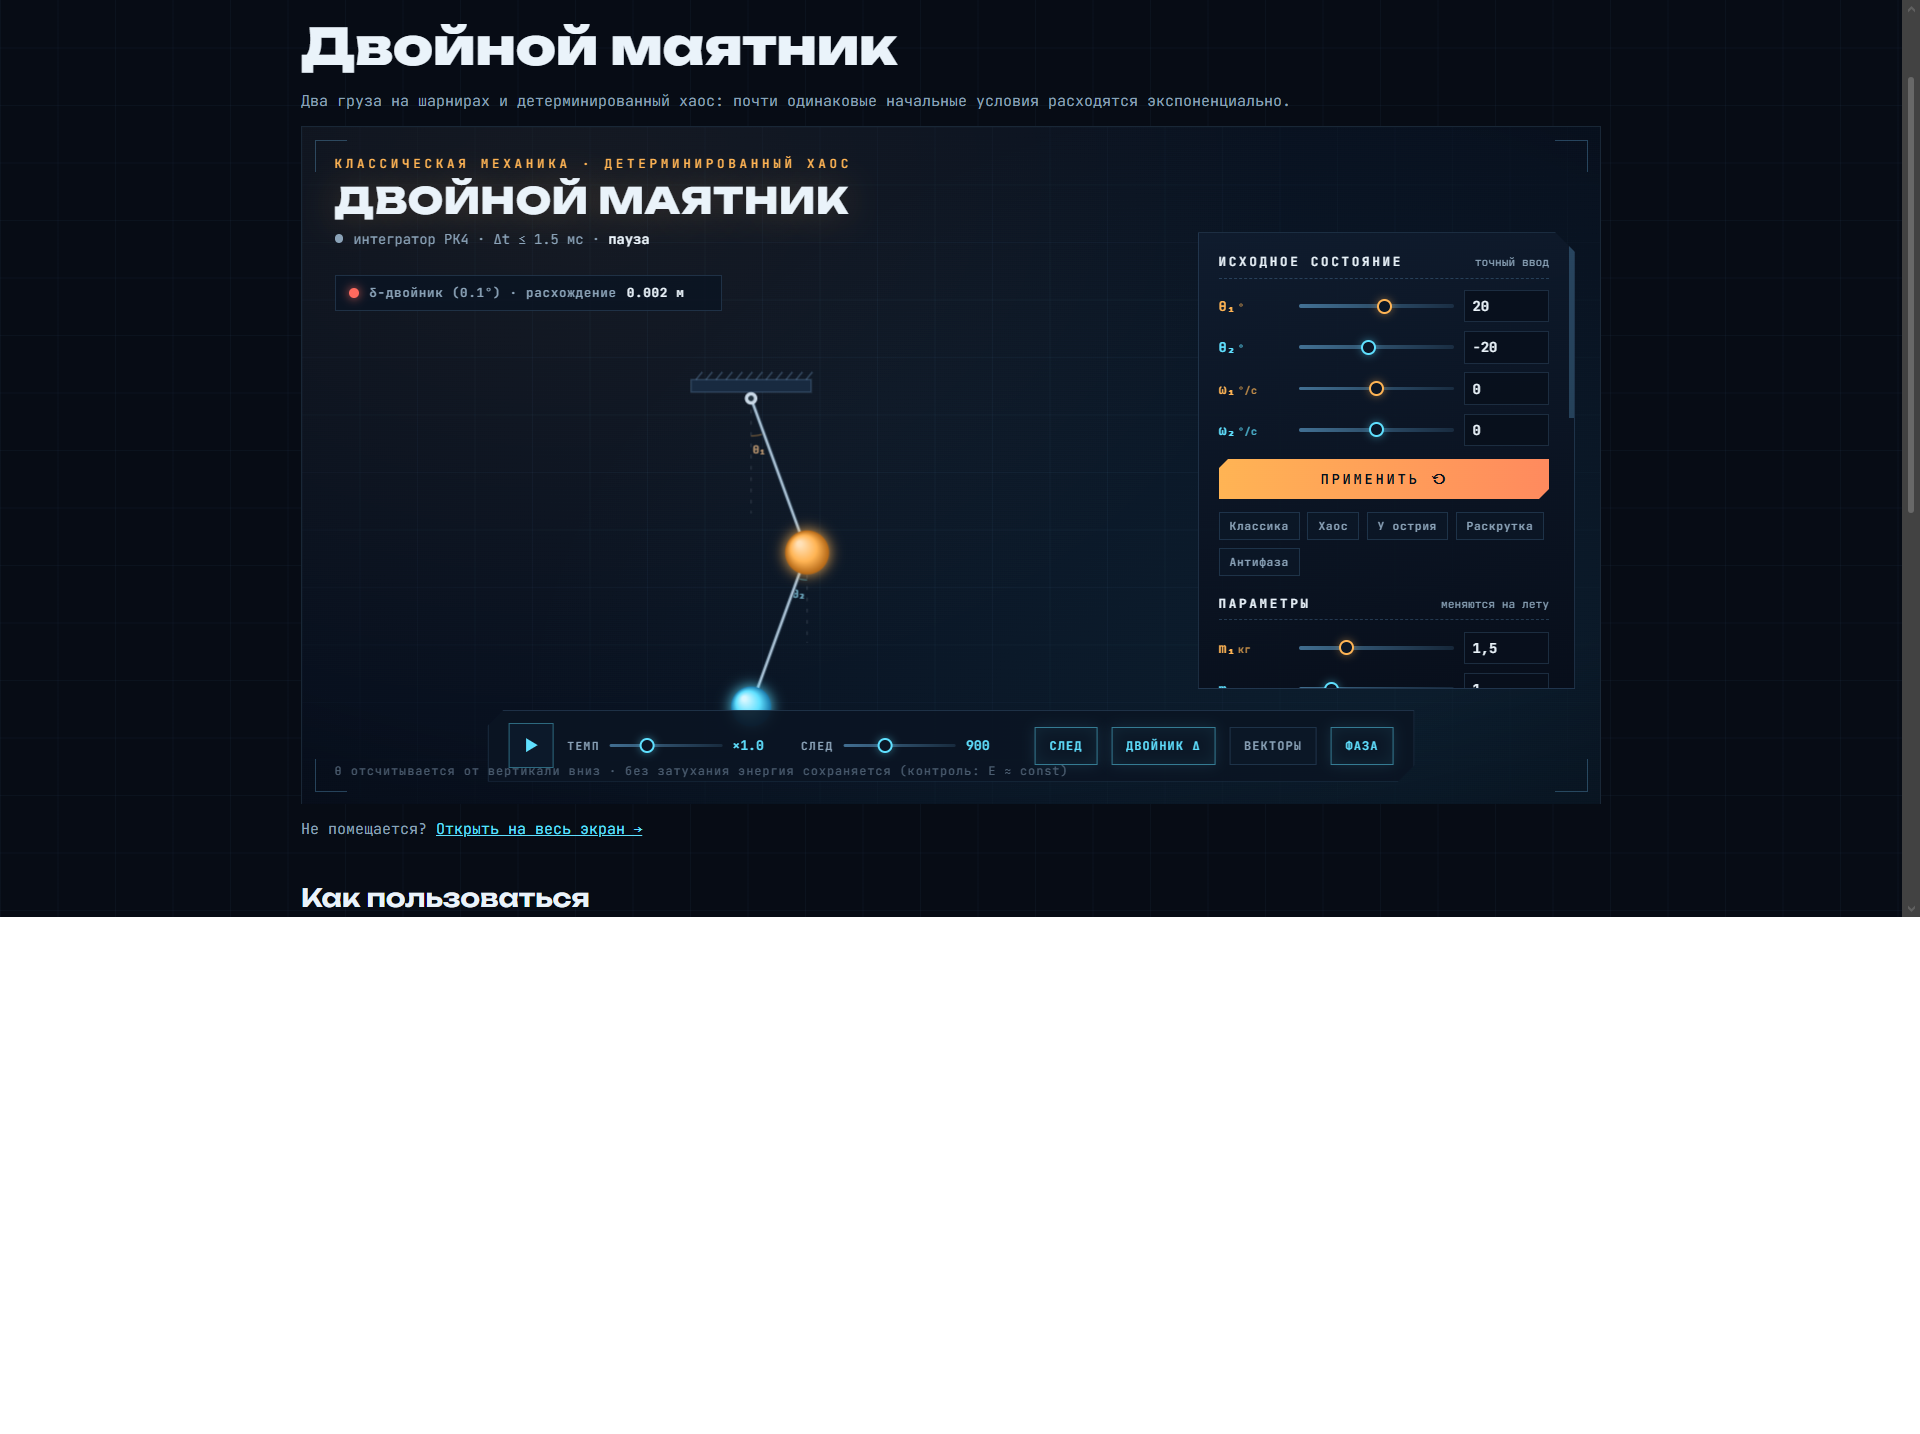 Двойной маятник
Два груза на шарнирах и детерминированный хаос: почти одинаковые начальные условия расходятся экспоненциально.
КЛАССИЧЕСКАЯ МЕХАНИКА · ДЕТЕРМИНИРОВАННЫЙ ХАОС
ДВОЙНОЙ МАЯТНИК
интегратор РК4 · Δt ≤ 1.5 мс · пауза
δ-двойник (0.1°) · расхождение 0.002 м
θ₁
θ₂
ИСХОДНОЕ СОСТОЯНИЕ точный ввод
θ₁ ° 20
θ₂ ° -20
ω₁ °/с 0
ω₂ °/с 0
ПРИМЕНИТЬ ⟲
Классика Хаос У острия Раскрутка
Антифаза
ПАРАМЕТРЫ меняются на лету
m₁ кг 1,5
ТЕМП ×1.0 СЛЕД 900 СЛЕД ДВОЙНИК Δ ВЕКТОРЫ ФАЗА
θ отсчитывается от вертикали вниз · без затухания энергия сохраняется (контроль: E ≈ const)
Не помещается? Открыть на весь экран →
Как пользоваться